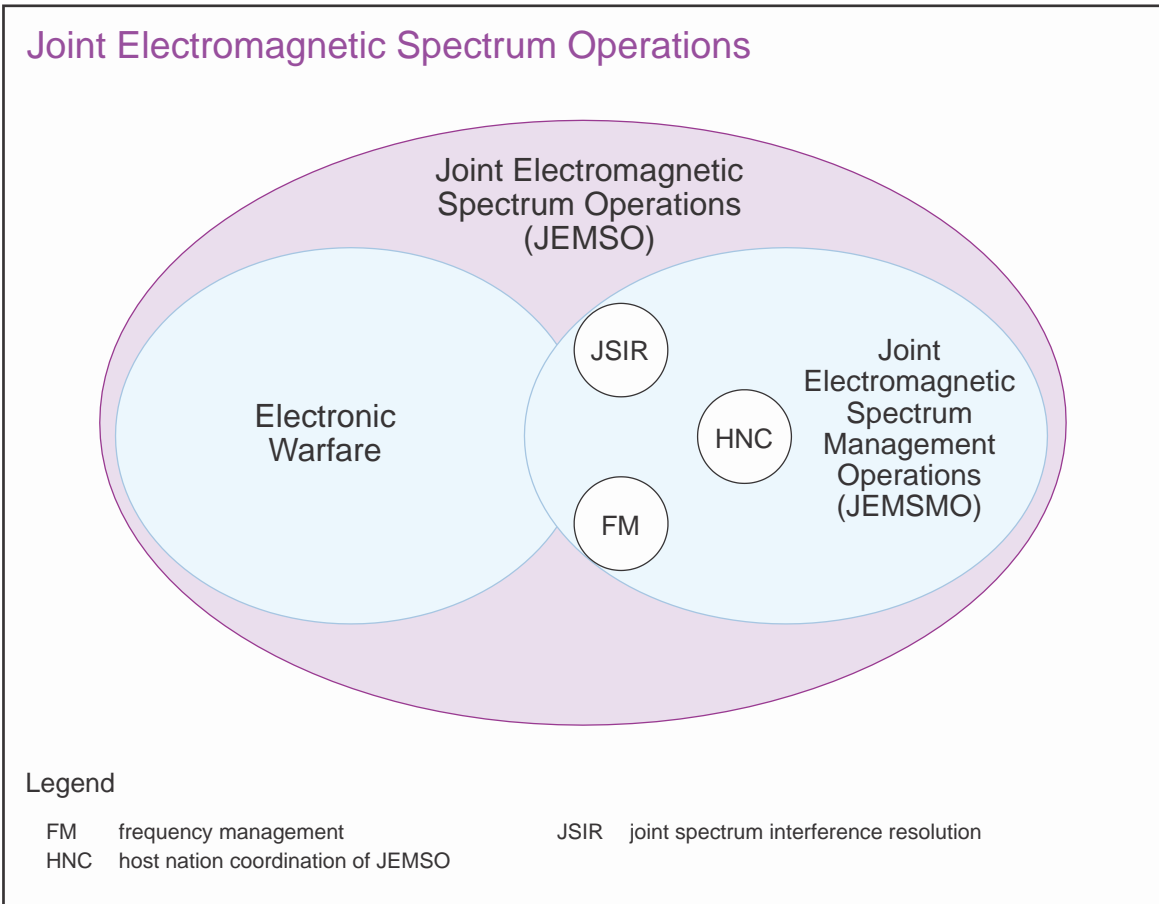 Joint Electromagnetic Spectrum Operations
Joint Electromagnetic
Spectrum Operations
(JEMSO)
Electronic
Warfare
JSIR
HNC
FM
Joint
Electromagnetic
Spectrum
Management
Operations
(JEMSMO)
Legend
FM frequency management
HNC host nation coordination of JEMSO
JSIR joint spectrum interference resolution